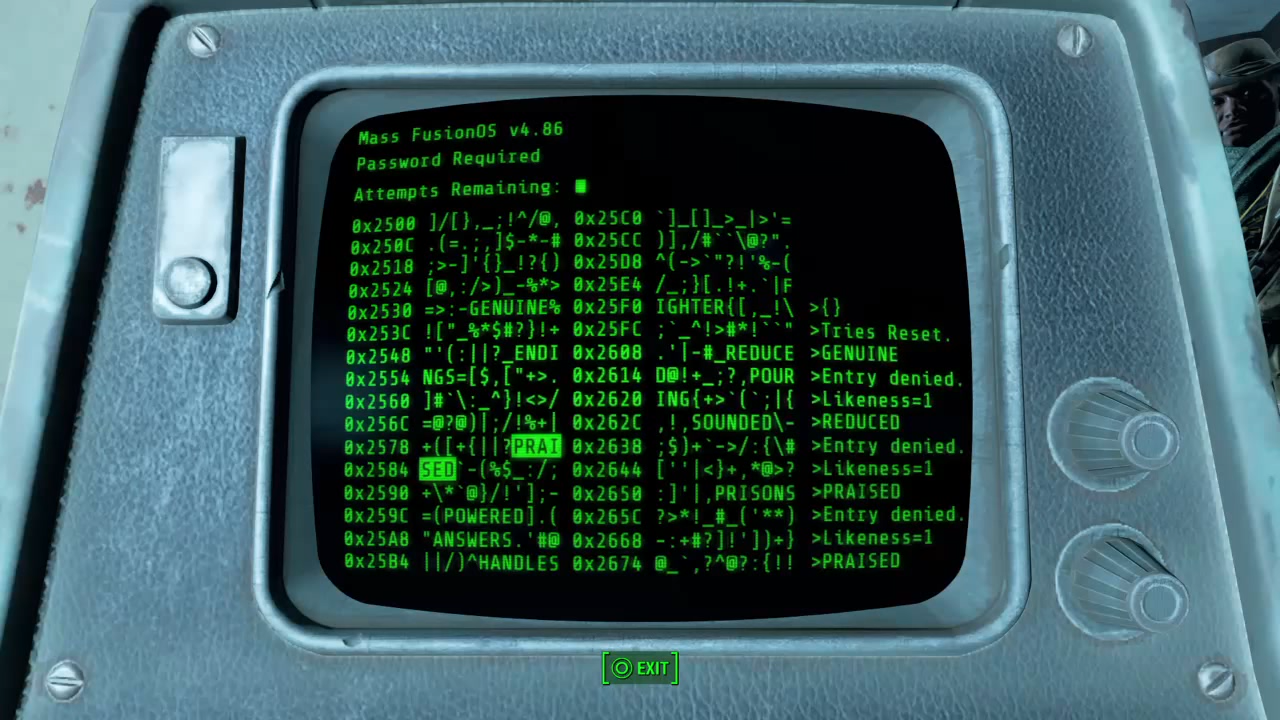 Mass FusionOS v4.86
Password Required
Attempts Remaining:
0x2500 ]/[},_;!^/@, 0x25C0 `]_[]_>_|>'=
0x250C .(=.;,]$-*-# 0x25CC )],/#``\@?".
0x2518 ;>-]'{}_!?{) 0x25D8 ^(->`"?!'%-(
0x2524 [@,:/>)_-%*> 0x25E4 /_;}[.!+.`|F
0x2530 =>:-GENUINE% 0x25F0 IGHTER{[,_!\ >{}
0x253C !["_%*$#?}!+ 0x25FC ;`_^!>#*!``" >Tries Reset.
0x2548 "'(:||?_ENDI 0x2608 .'|-#_REDUCE >GENUINE
0x2554 NGS=[$,["+>. 0x2614 D@!+_;?,POUR >Entry denied.
0x2560 ]#`\:_^}!<>/ 0x2620 ING{+>`(`;|{ >Likeness=1
0x256C =@?@)|;/!%+| 0x262C ,!,SOUNDED\- >REDUCED
0x2578 +([+{||?PRAI 0x2638 ;$)+`->/:{\# >Entry denied.
0x2584 SED`-(%$_:/; 0x2644 [''|<}+,*@>? >Likeness=1
0x2590 +\*`@}/!'];- 0x2650 :]'|,PRISONS >PRAISED
0x259C =(POWERED].( 0x265C ?>*!_#_('**) >Entry denied.
0x25A8 "ANSWERS.'#@ 0x2668 -:+#?]!'])+} >Likeness=1
0x25B4 ||/)^HANDLES 0x2674 @_`,?^@?:{!! >PRAISED
EXIT